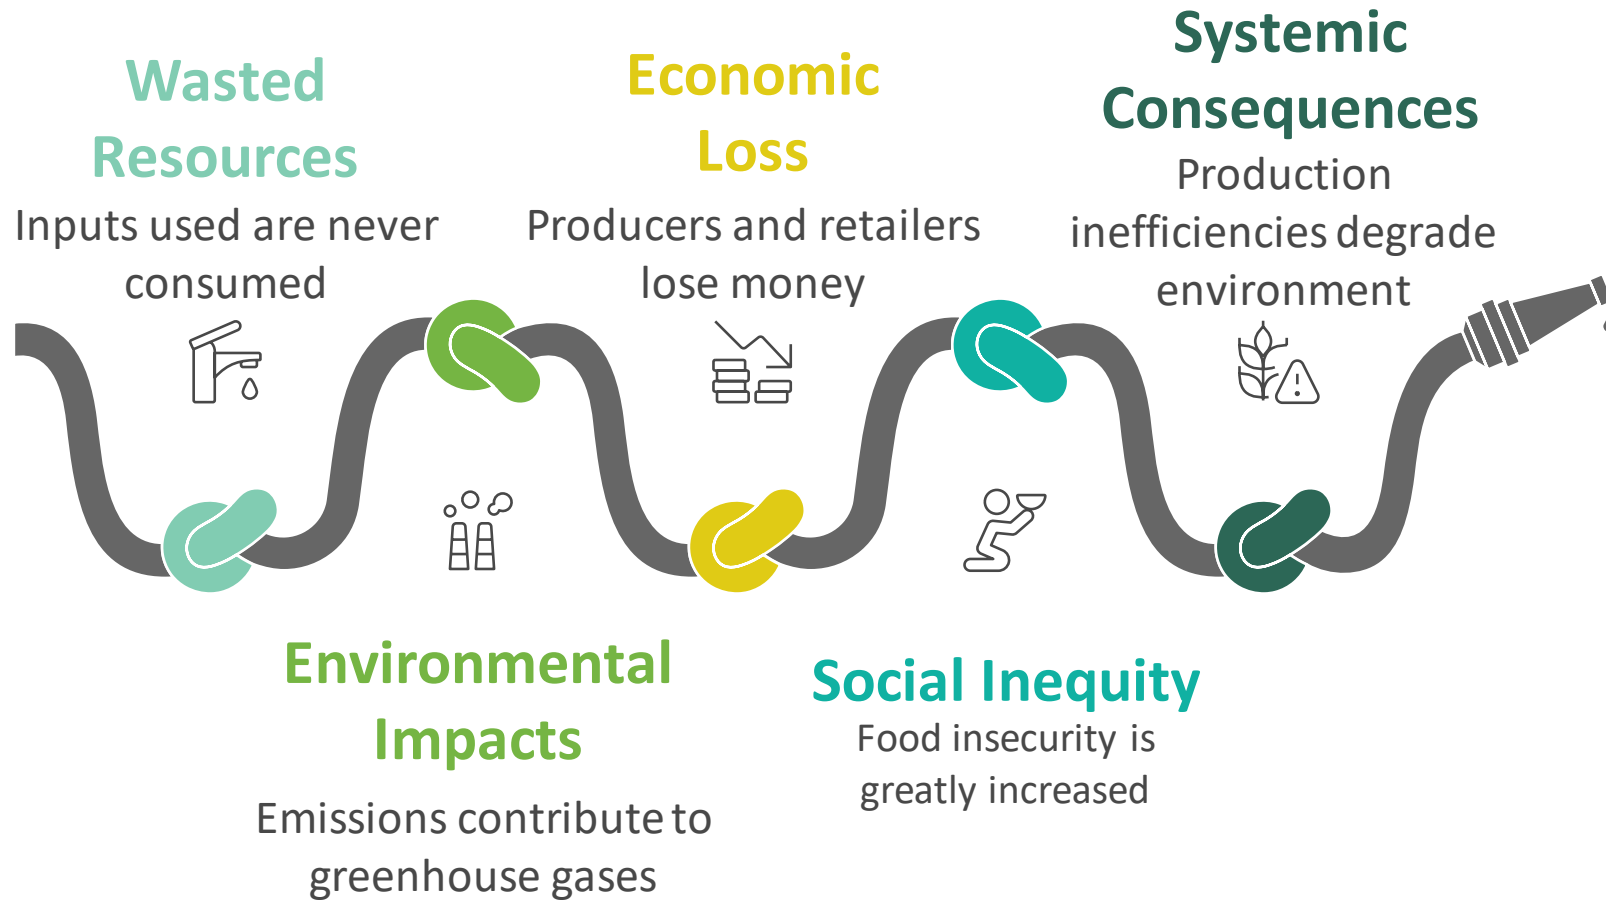 Wasted
Resources
Inputs used are never
consumed
Environmental
Impacts
Emissions contribute to
greenhouse gases
Economic
Loss
Producers and retailers
lose money
Social Inequity
Food insecurity is
greatly increased
Systemic
Consequences
Production
inefficiencies degrade
environment